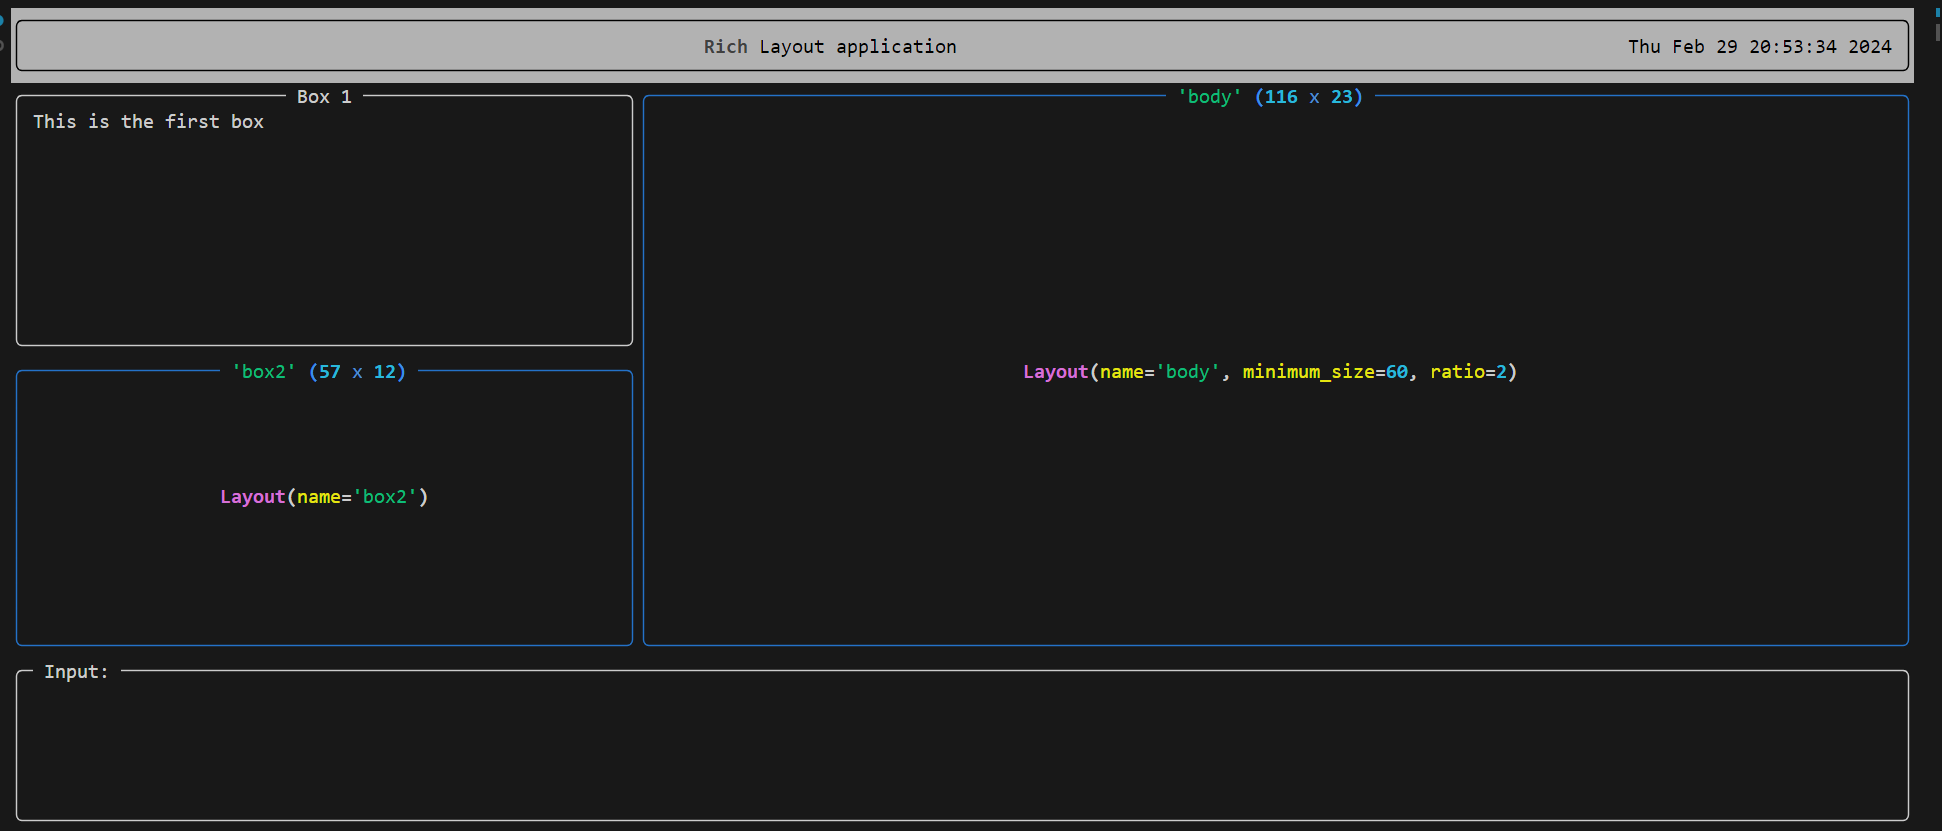 Rich Layout application Thu Feb 29 20:53:34 2024
Box 1
This is the first box
'body' (116 x 23)
Layout(name='body', minimum_size=60, ratio=2)
'box2' (57 x 12)
Layout(name='box2')
Input: